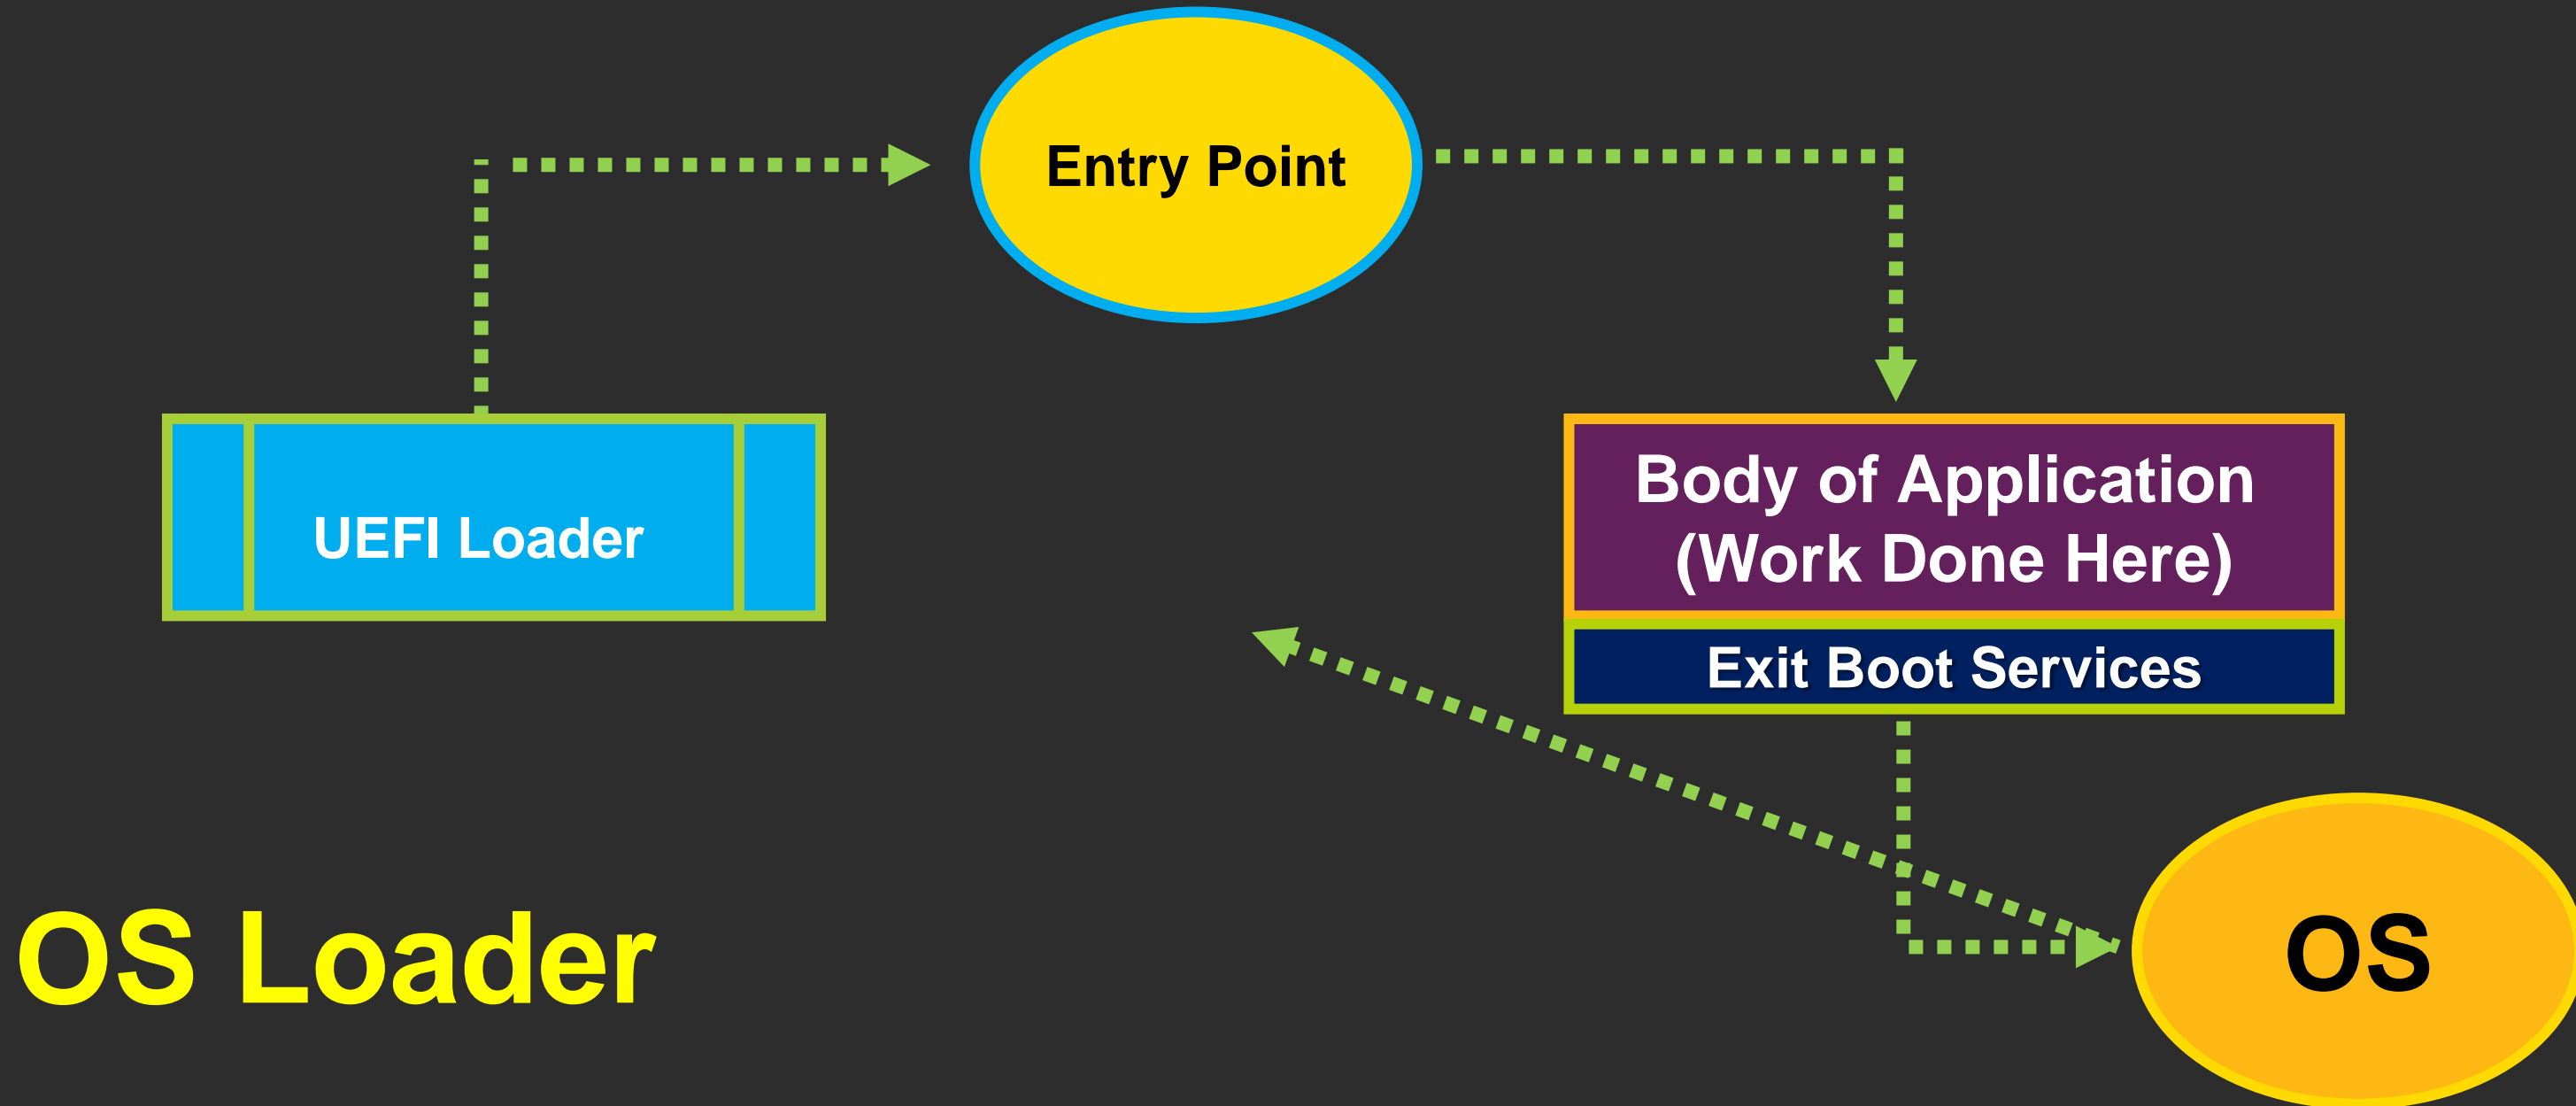 Entry Point
UEFI Loader
Body of Application
(Work Done Here)
Exit Boot Services
OS Loader
OS